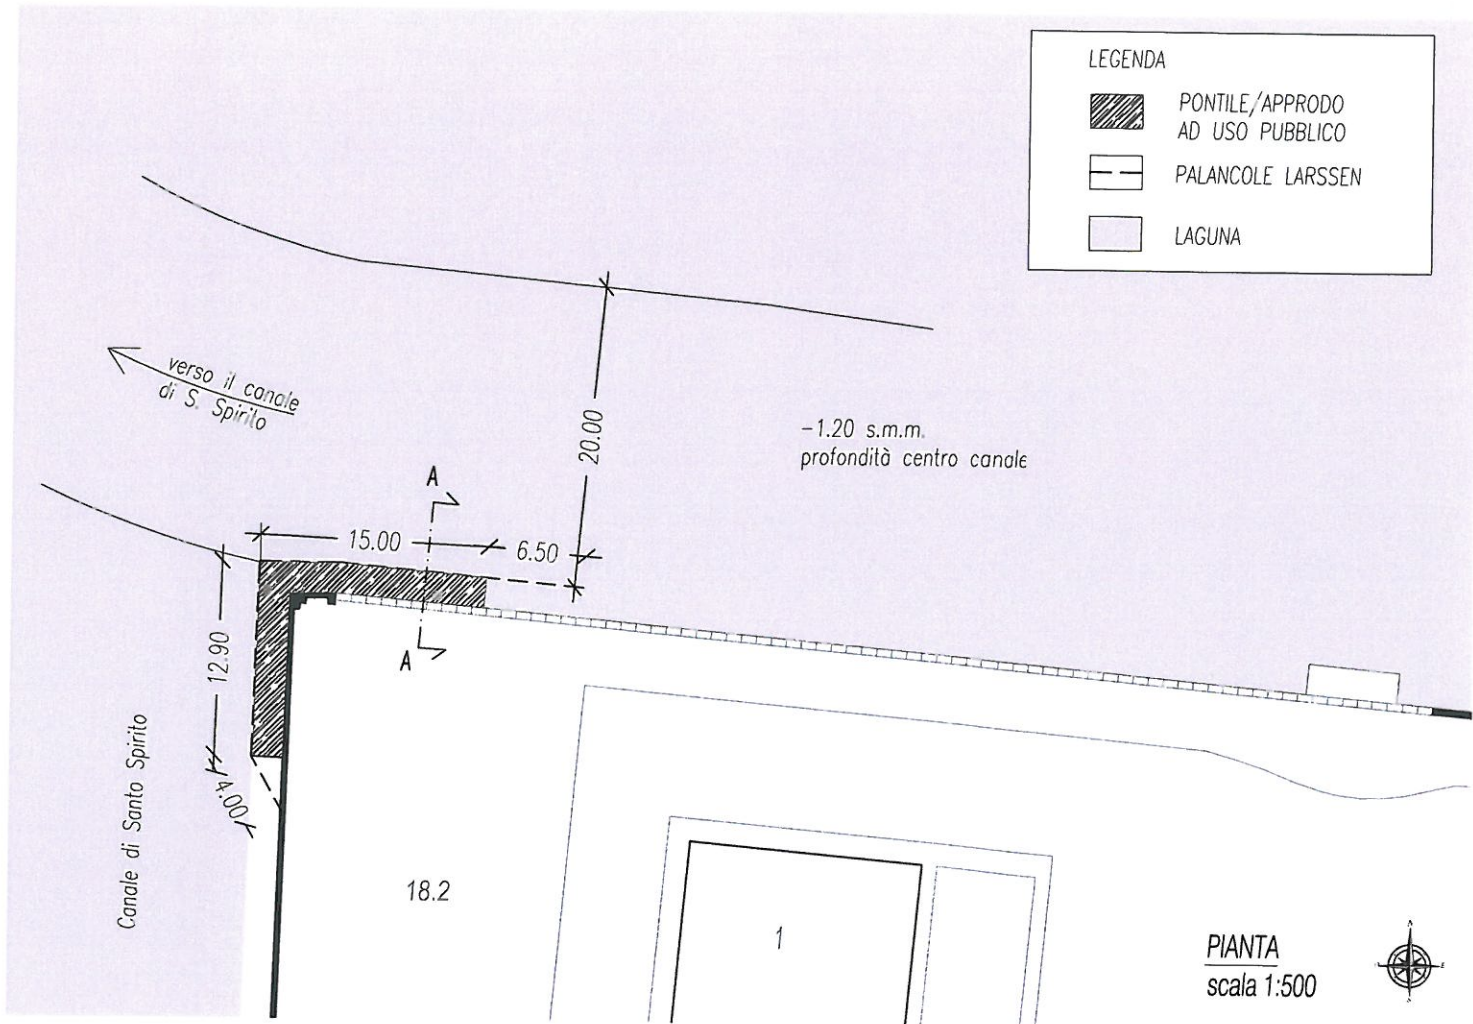 LEGENDA
PONTILE/APPRODO
AD USO PUBBLICO
PALANCOLE LARSSEN
LAGUNA
verso il canale
di S. Spirito
20.00
-1.20 s.m.m.
profondità centro canale
A
15.00
6.50
A
12.90
4.00
Canale di Santo Spirito
18.2
1
PIANTA
scala 1:500